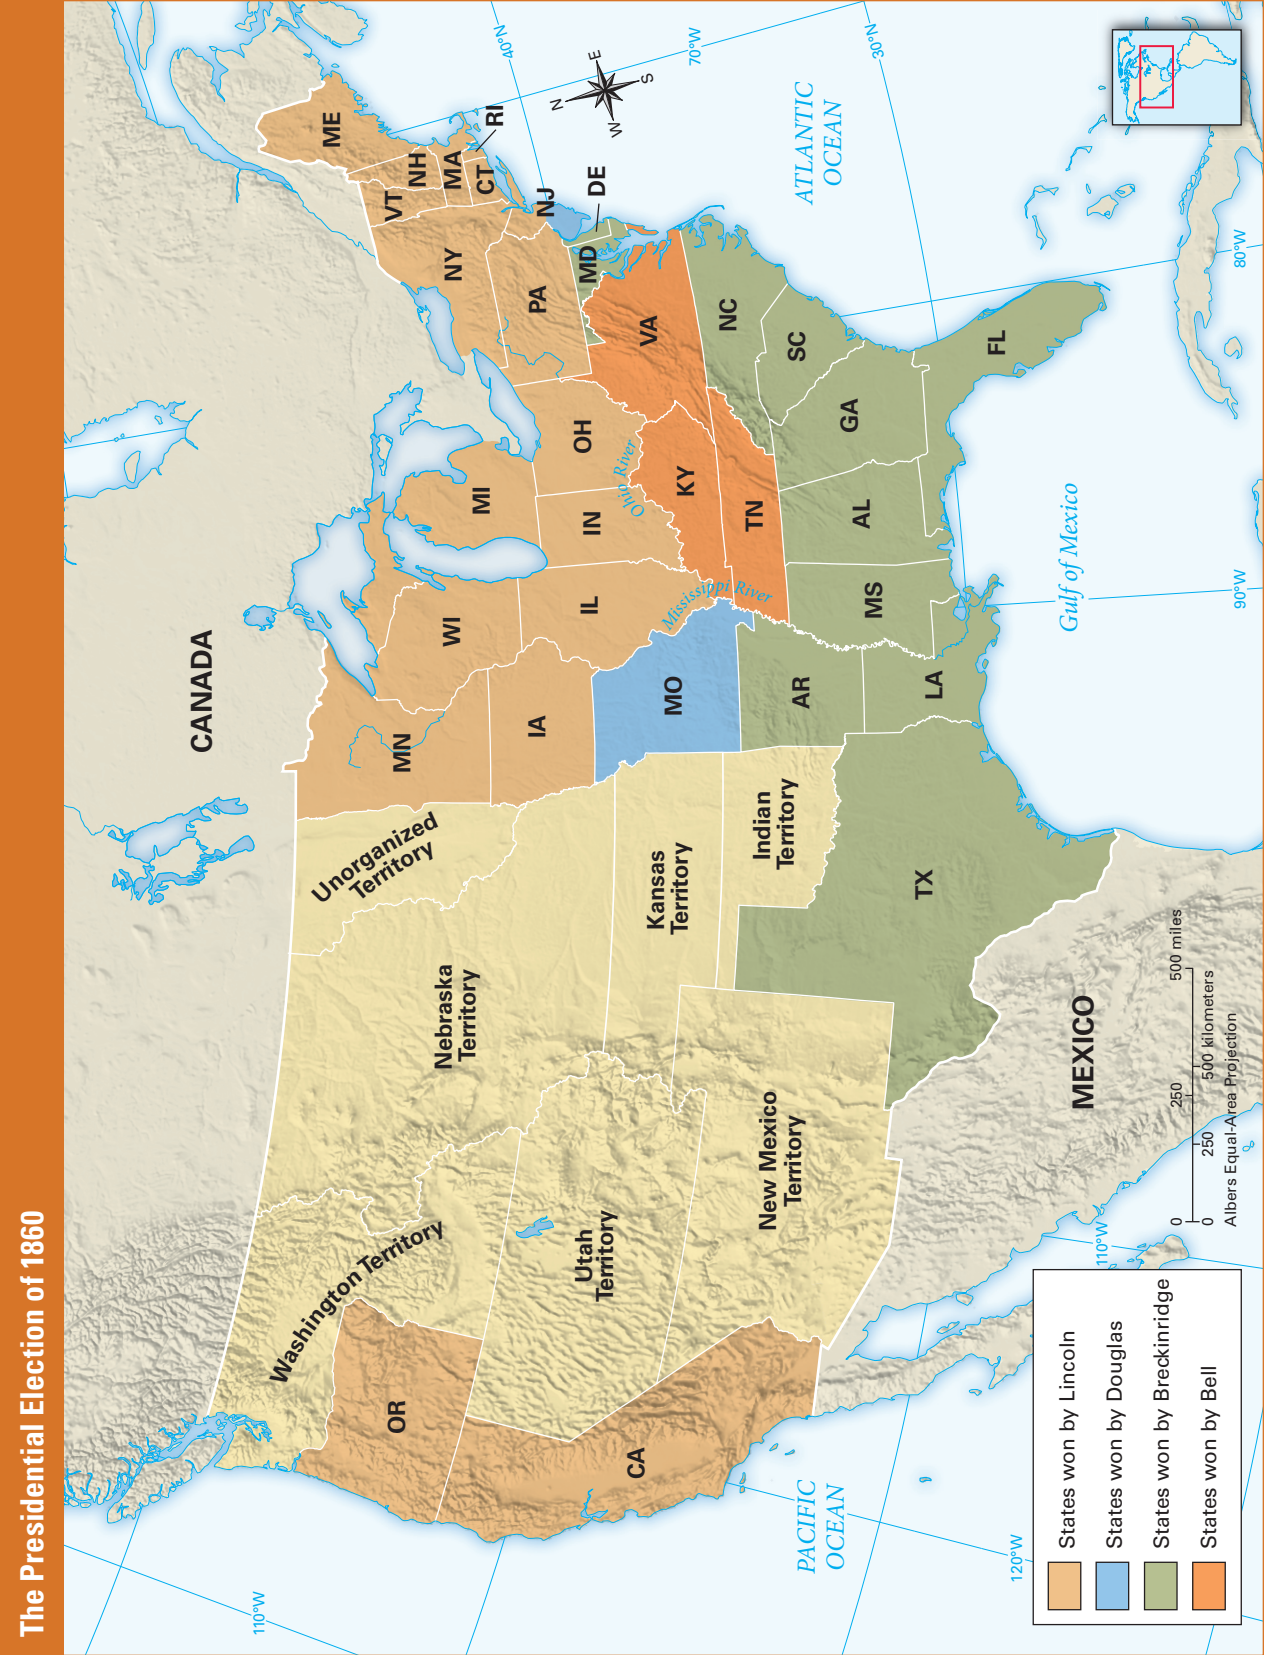 The Presidential Election of 1860
CANADA
Washington Territory
OR
CA
Utah
Territory
New Mexico
Territory
Nebraska
Territory
Unorganized
Territory
Kansas
Territory
Indian
Territory
TX
MN
IA
MO
AR
LA
WI
IL
MS
MI
IN
OH
KY
TN
AL
GA
FL
SC
NC
VA
PA
NY
VT
NH
ME
MA
CT
RI
NJ
DE
MD
Ohio River
Mississippi River
MEXICO
Gulf of Mexico
ATLANTIC
OCEAN
PACIFIC
OCEAN
N
E
S
W
40°N
70°W
30°N
80°W
90°W
110°W
120°W
110°W
0 250 500 miles
0 250 500 kilometers
Albers Equal-Area Projection
States won by Lincoln
States won by Douglas
States won by Breckinridge
States won by Bell